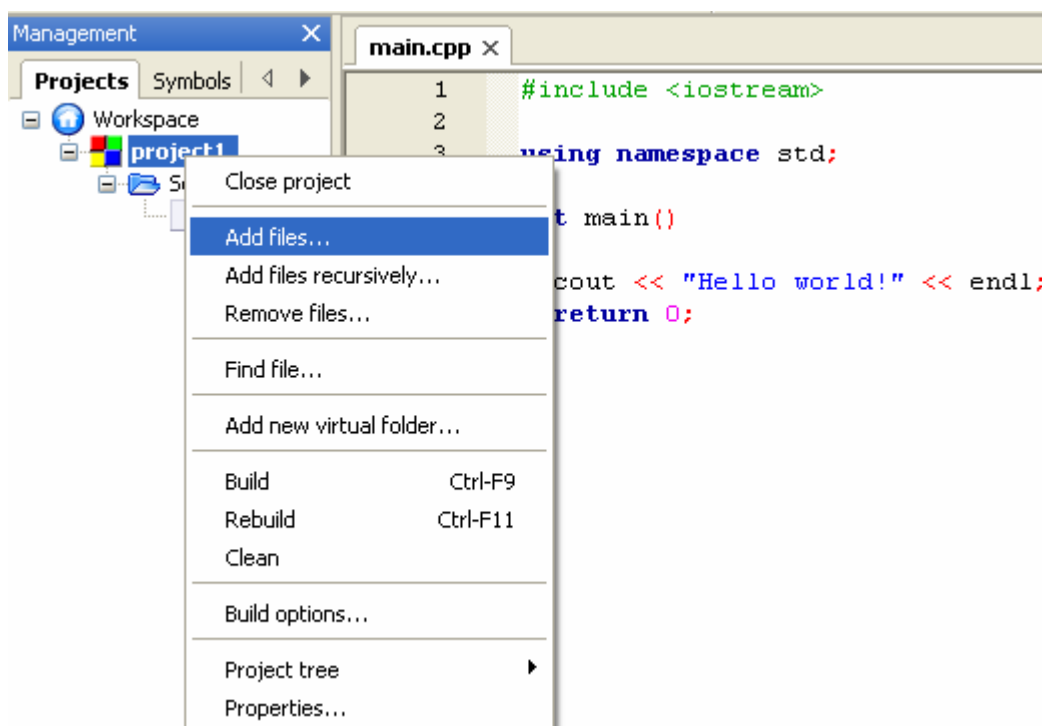 Management
Projects Symbols
Workspace
project1
S
Close project
Add files...
Add files recursively...
Remove files...
Find file...
Add new virtual folder...
Build Ctrl-F9
Rebuild Ctrl-F11
Clean
Build options...
Project tree
Properties...
main.cpp
1 #include <iostream>
2
3 using namespace std;
t main()
cout << "Hello world!" << endl;
return 0;